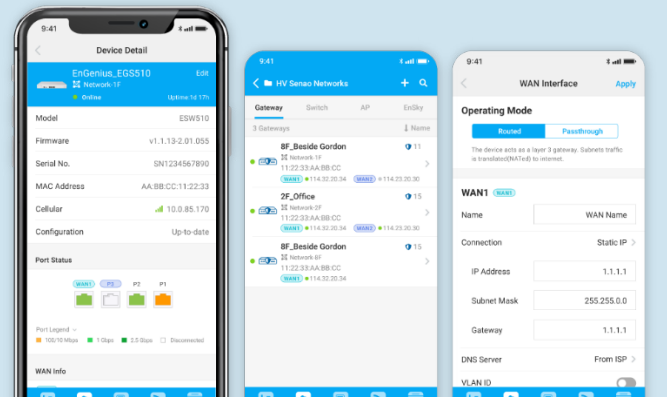 9:41
Device Detail
EnGenius_EGS510
Edit
Network-1F
Online
Uptime 1d 17h
Model
ESW510
Firmware
v1.1.13-2.01.055
Serial No.
SN1234567890
MAC Address
AA:BB:CC:11:22:33
Cellular
10.0.85.170
Configuration
Up-to-date
Port Status
WAN1
P3
P2
P1
Port Legend
100/10 Mbps
1 Gbps
2.5 Gbps
Disconnected
WAN Info
9:41
HV Senao Networks
Gateway
Switch
AP
EnSky
3 Gateways
Name
8F_Beside Gordon
11
Network-1F
11:22:33:AA:BB:CC
WAN1
114.32.20.34
WAN2
114.23.20.30
2F_Office
15
Network-2F
11:22:33:AA:BB:CC
WAN1
114.32.20.34
WAN2
114.23.20.30
8F_Beside Gordon
15
Network-8F
11:22:33:AA:BB:CC
WAN1
114.32.20.34
9:41
WAN Interface
Apply
Operating Mode
Routed
Passthrough
The device acts as a layer 3 gateway. Subnets traffic
is translated(NATed) to internet.
WAN1
WAN1
Name
WAN Name
Connection
Static IP
IP Address
1.1.1.1
Subnet Mask
255.255.0.0
Gateway
1.1.1.1
DNS Server
From ISP
VLAN ID